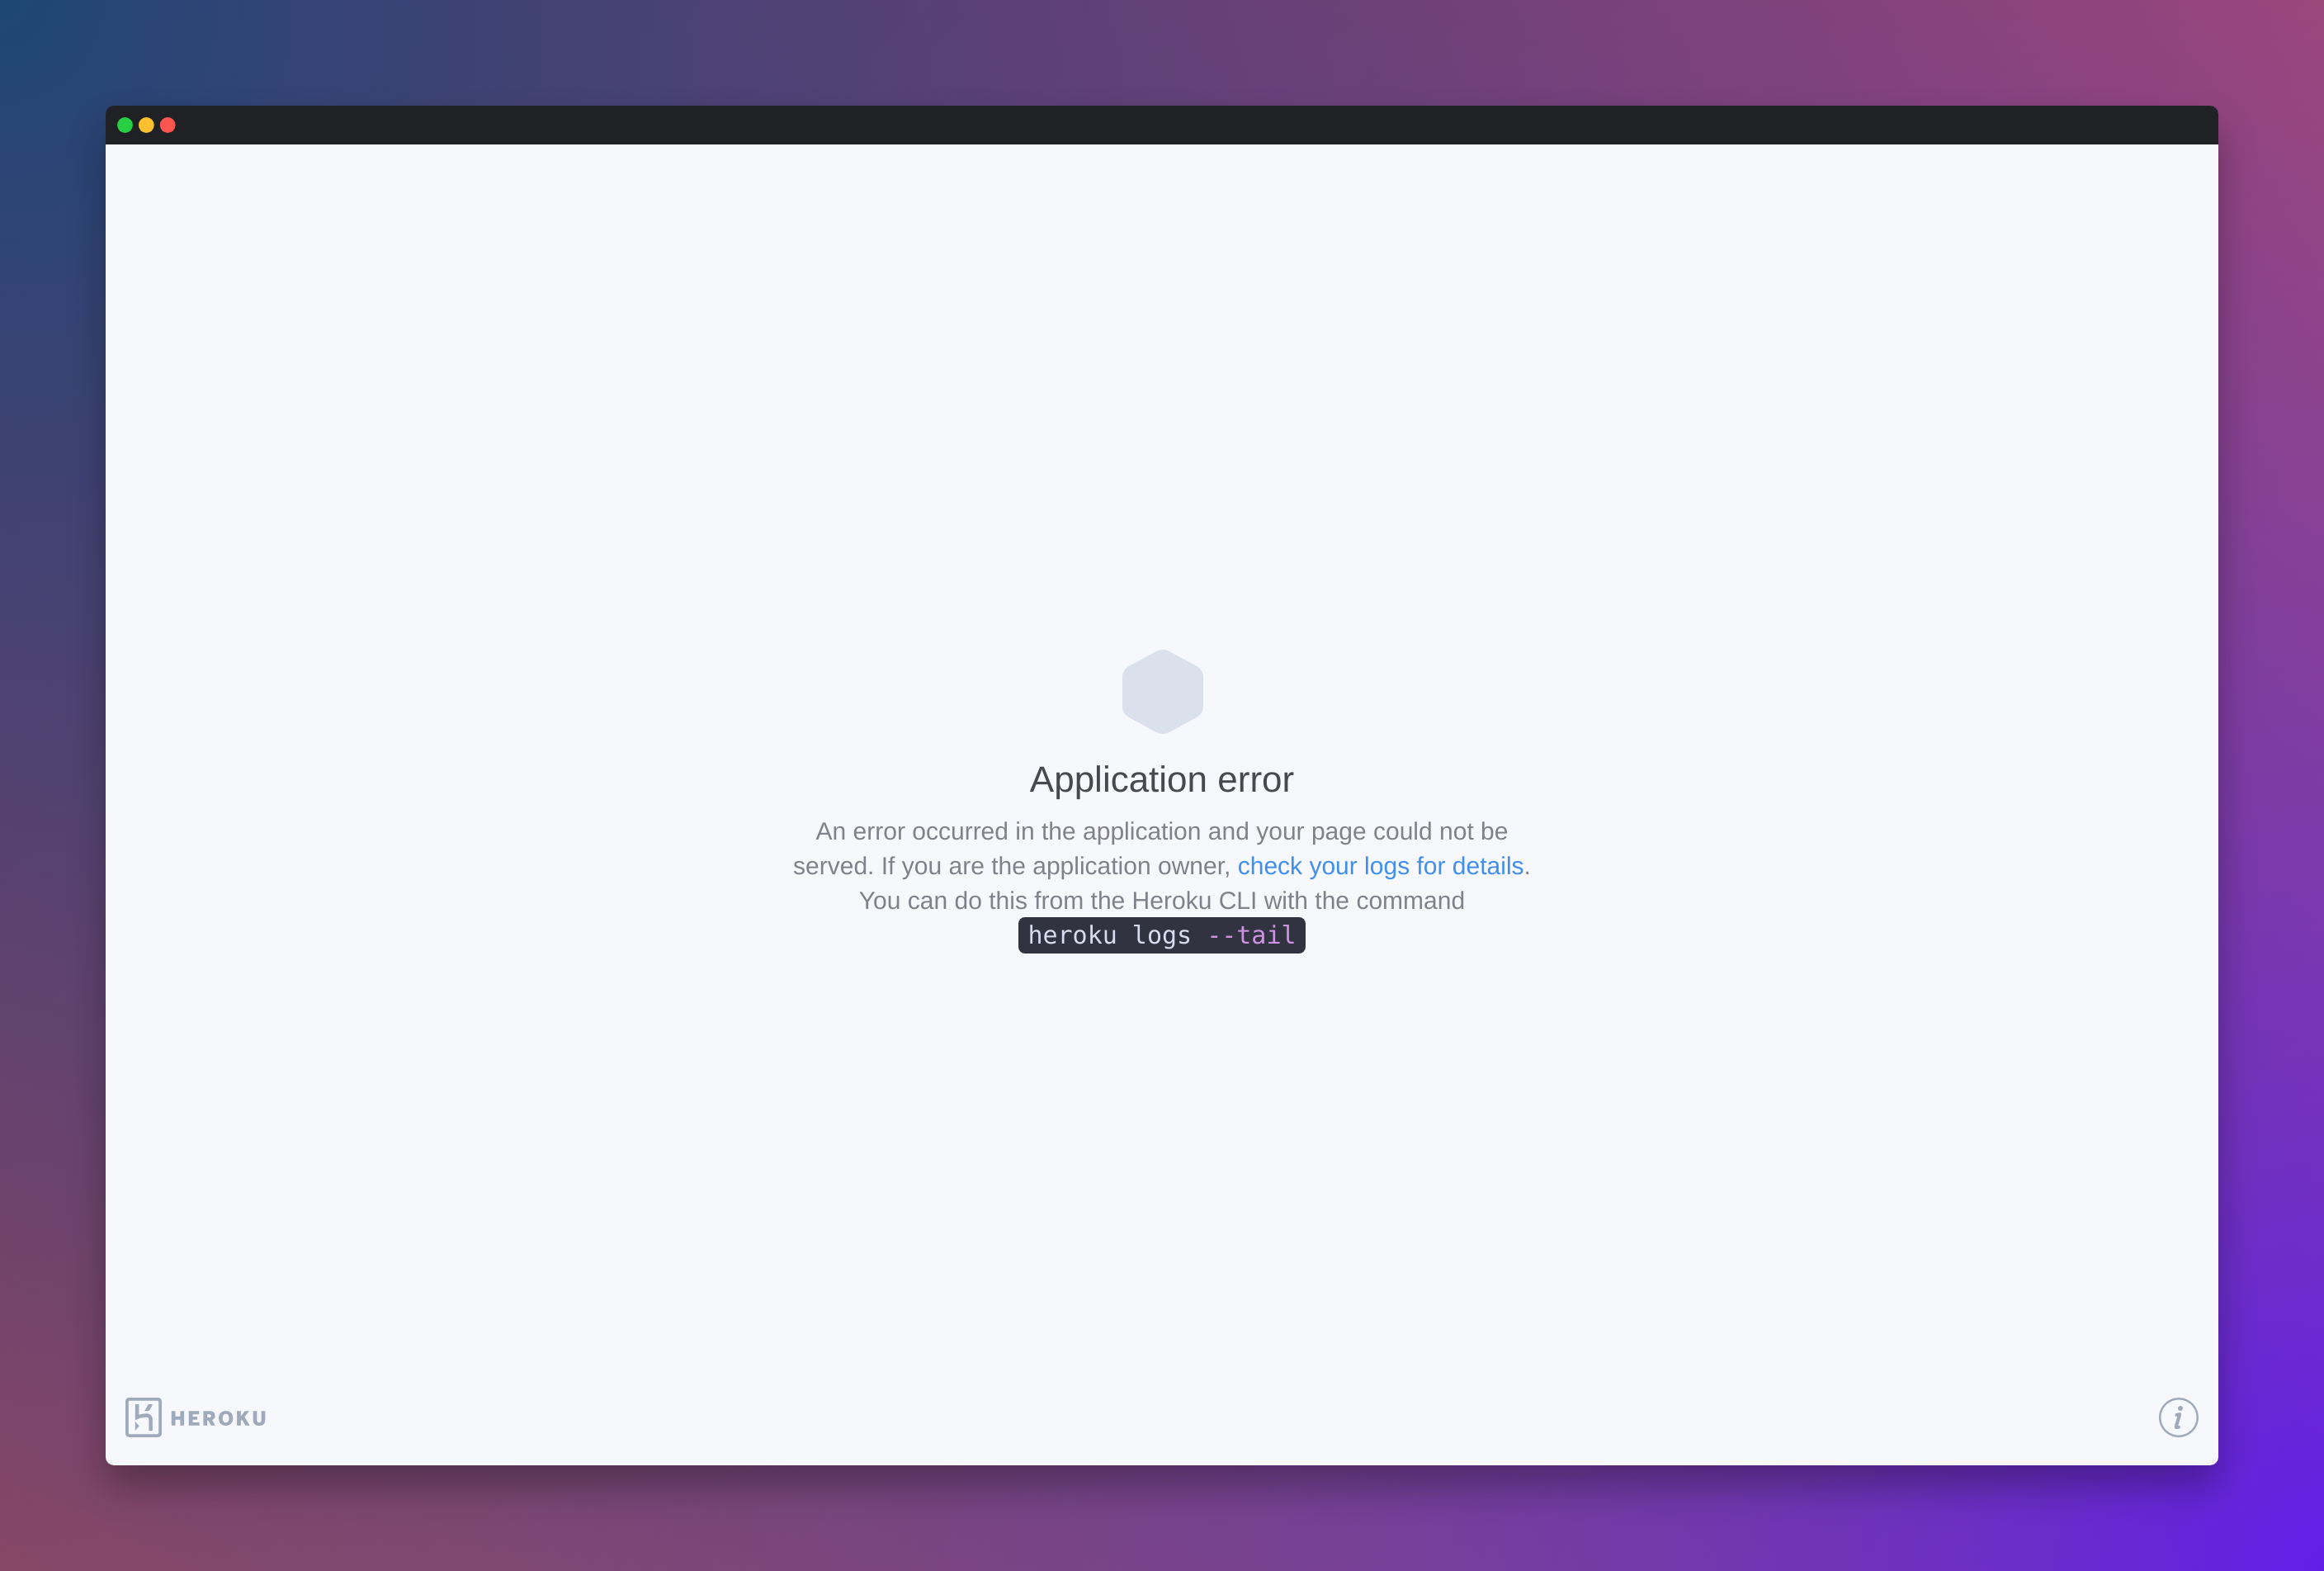 Application error
An error occurred in the application and your page could not be
served. If you are the application owner, check your logs for details.
You can do this from the Heroku CLI with the command
heroku logs --tail
HEROKU
i